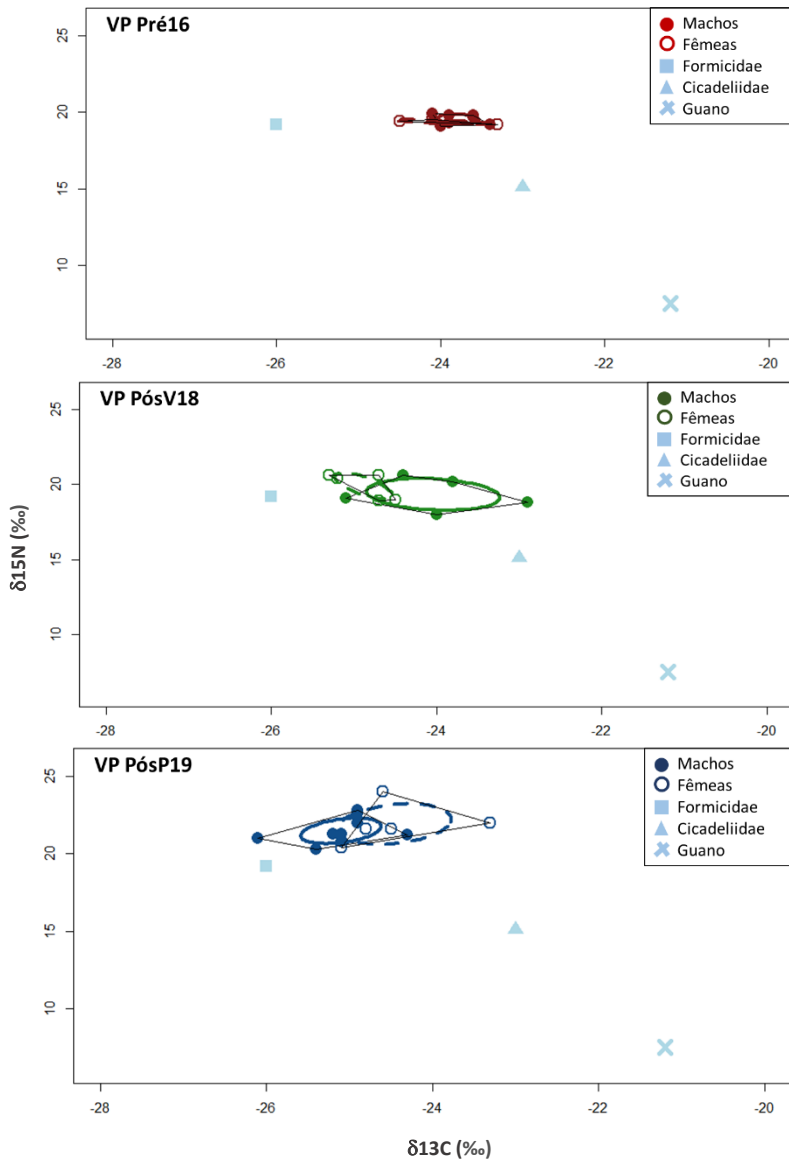 VP Pré16
Machos
Fêmeas
Formicidae
Cicadeliidae
Guano
25
20
15
10
-28 -26 -24 -22 -20
VP PósV18
Machos
Fêmeas
Formicidae
Cicadeliidae
Guano
25
20
15
10
-28 -26 -24 -22 -20
δ15N (‰)
VP PósP19
Machos
Fêmeas
Formicidae
Cicadeliidae
Guano
25
20
15
10
-28 -26 -24 -22 -20
δ13C (‰)